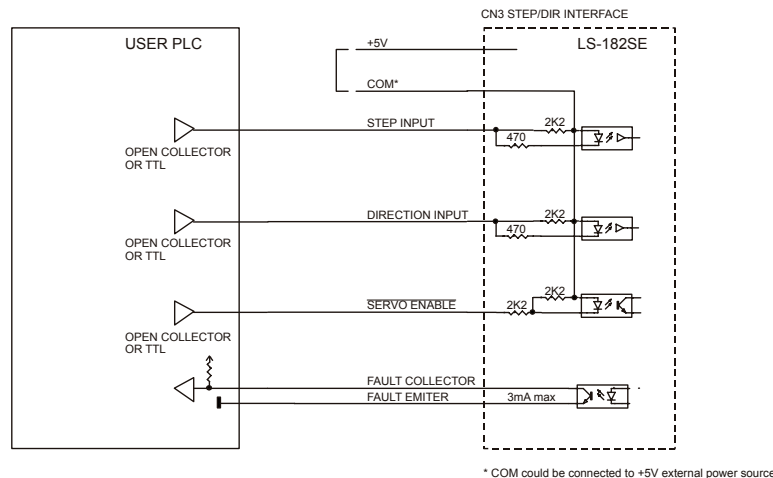 CN3 STEP/DIR INTERFACE
USER PLC
+5V
LS-182SE
COM*
STEP INPUT
2K2
470
OPEN COLLECTOR
OR TTL
DIRECTION INPUT
2K2
470
OPEN COLLECTOR
OR TTL
SERVO ENABLE
2K2
2K2
OPEN COLLECTOR
OR TTL
FAULT COLLECTOR
FAULT EMITER
3mA max
* COM could be connected to +5V external power source